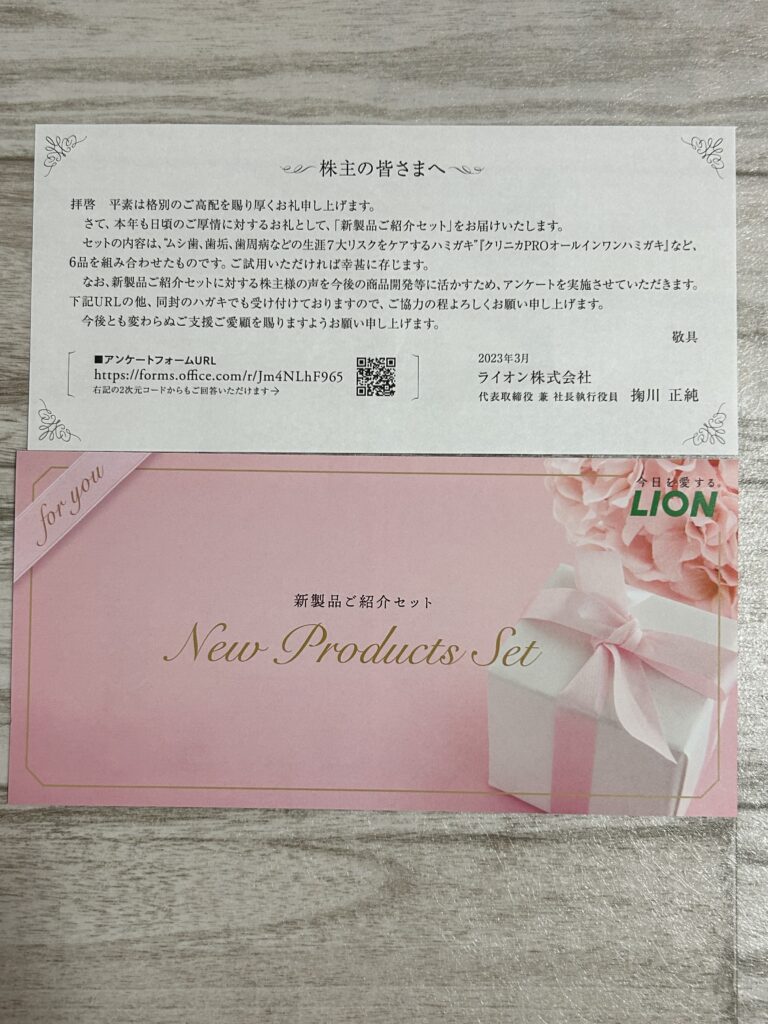 株主の皆さまへ
拝啓　平素は格別のご高配を賜り厚くお礼申し上げます。
さて、本年も日頃のご厚情に対するお礼として、「新製品ご紹介セット」をお届けいたします。
セットの内容は、“ムシ歯、歯垢、歯周病などの生涯7大リスクをケアするハミガキ”『クリニカPROオールインワンハミガキ』など、
6品を組み合わせたものです。ご試用いただければ幸甚に存じます。
なお、新製品ご紹介セットに対する株主様の声を今後の商品開発等に活かすため、アンケートを実施させていただきます。
下記URLの他、同封のハガキでも受け付けておりますので、ご協力の程よろしくお願い申し上げます。
今後とも変わらぬご支援ご愛顧を賜りますようお願い申し上げます。
敬具
■アンケートフォームURL
https://forms.office.com/r/Jm4NLhF965
右記の2次元コードからもご回答いただけます→
2023年3月
ライオン株式会社
代表取締役 兼 社長執行役員　掬川 正純
for you
今日を愛する。
LION
新製品ご紹介セット
New Products Set